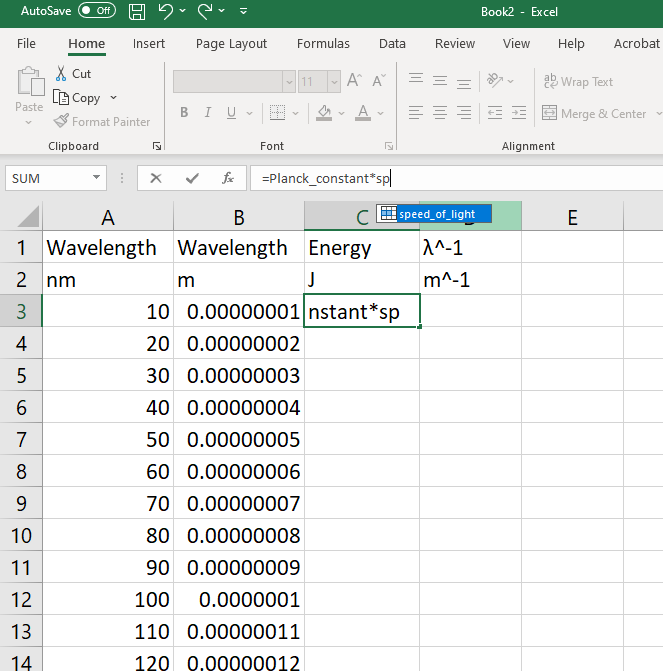 AutoSave Off Book2 - Excel
File Home Insert Page Layout Formulas Data Review View Help Acrobat
Paste Cut Copy Format Painter
11 A^ A˅
B I U A
ab c Wrap Text
Merge & Center
Clipboard Font Alignment
SUM fx =Planck_constant*sp
speed_of_light
A B C D E
1 Wavelength Wavelength Energy λ^-1
2 nm m J m^-1
3 10 0.00000001 nstant*sp
4 20 0.00000002
5 30 0.00000003
6 40 0.00000004
7 50 0.00000005
8 60 0.00000006
9 70 0.00000007
10 80 0.00000008
11 90 0.00000009
12 100 0.0000001
13 110 0.00000011
14 120 0.00000012